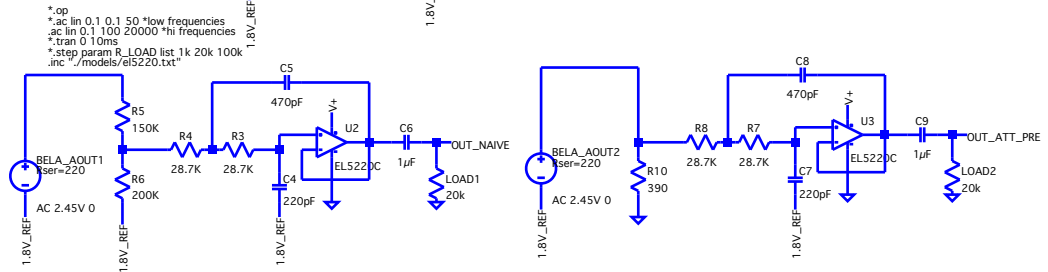 *.op
*.ac lin 0.1 0.1 50 *low frequencies
.ac lin 0.1 100 20000 *hi frequencies
*.tran 0 10ms
*.step param R_LOAD list 1k 20k 100k
.inc "./models/el5220.txt"
1.8V_REF
1.8V_REF
C5
470pF
R5
150K
V+
U2
R4
28.7K
R3
28.7K
C6
1µF
OUT_NAIVE
EL5220C
BELA_AOUT1
Rser=220
AC 2.45V 0
R6
200K
C4
220pF
LOAD1
20k
1.8V_REF
1.8V_REF
1.8V_REF
C8
470pF
V+
U3
R8
28.7K
R7
28.7K
C9
1µF
OUT_ATT_PRE
EL5220C
BELA_AOUT2
Rser=220
AC 2.45V 0
R10
390
C7
220pF
LOAD2
20k
1.8V_REF
1.8V_REF